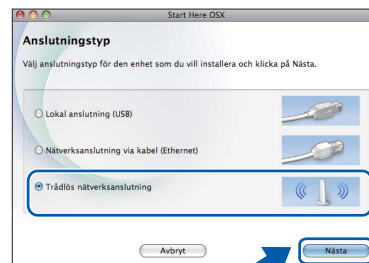 Start Here OSX
Anslutningstyp
Välj anslutningstyp för den enhet som du vill installera och klicka på Nästa.
Lokal anslutning (USB)
Nätverksanslutning via kabel (Ethernet)
Trådlös nätverksanslutning
Avbryt
Nästa